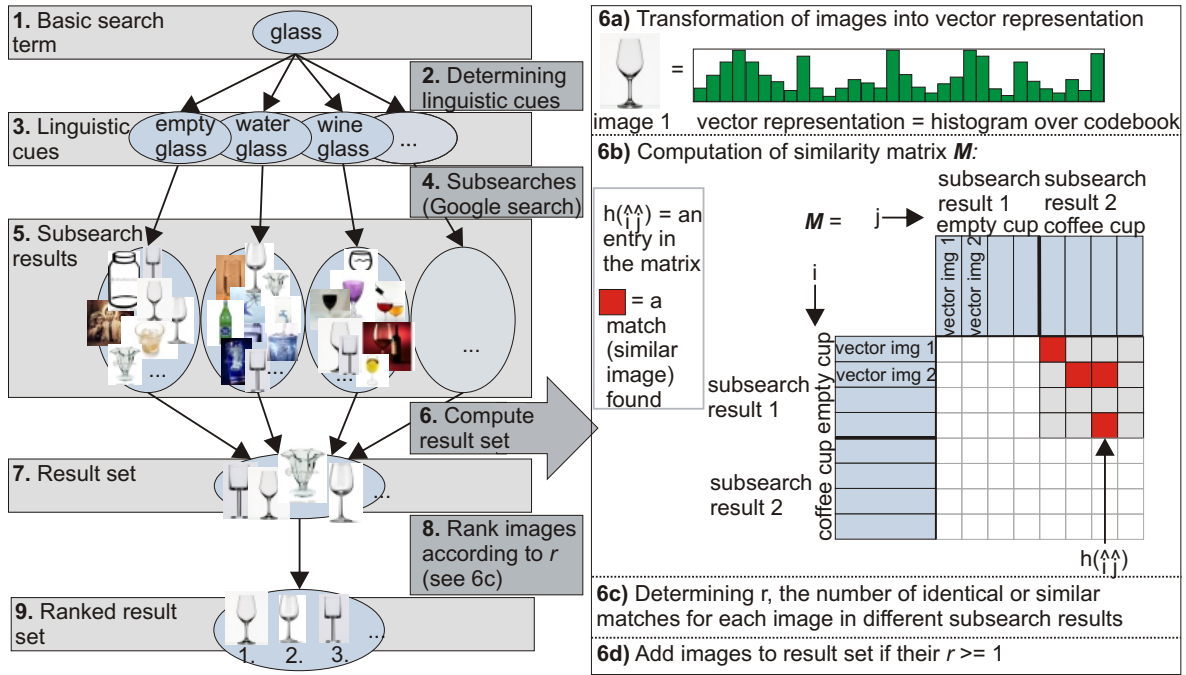 1. Basic search
term
glass
2. Determining
linguistic cues
3. Linguistic
cues
empty
glass
water
glass
wine
glass
...
4. Subsearches
(Google search)
5. Subsearch
results
...
...
...
...
6. Compute
result set
7. Result set
...
8. Rank images
according to r
(see 6c)
9. Ranked result
set
...
1. 2. 3.
6a) Transformation of images into vector representation
=
image 1
vector representation = histogram over codebook
6b) Computation of similarity matrix M:
h(îĵ) = an
entry in
the matrix
= a
match
(similar
image)
found
M =
j
i
subsearch
result 1
empty cup
subsearch
result 2
coffee cup
vector img 1
vector img 2
vector img 1
vector img 2
subsearch
result 1
empty cup
subsearch
result 2
coffee cup
h(îĵ)
6c) Determining r, the number of identical or similar
matches for each image in different subsearch results
6d) Add images to result set if their r >= 1